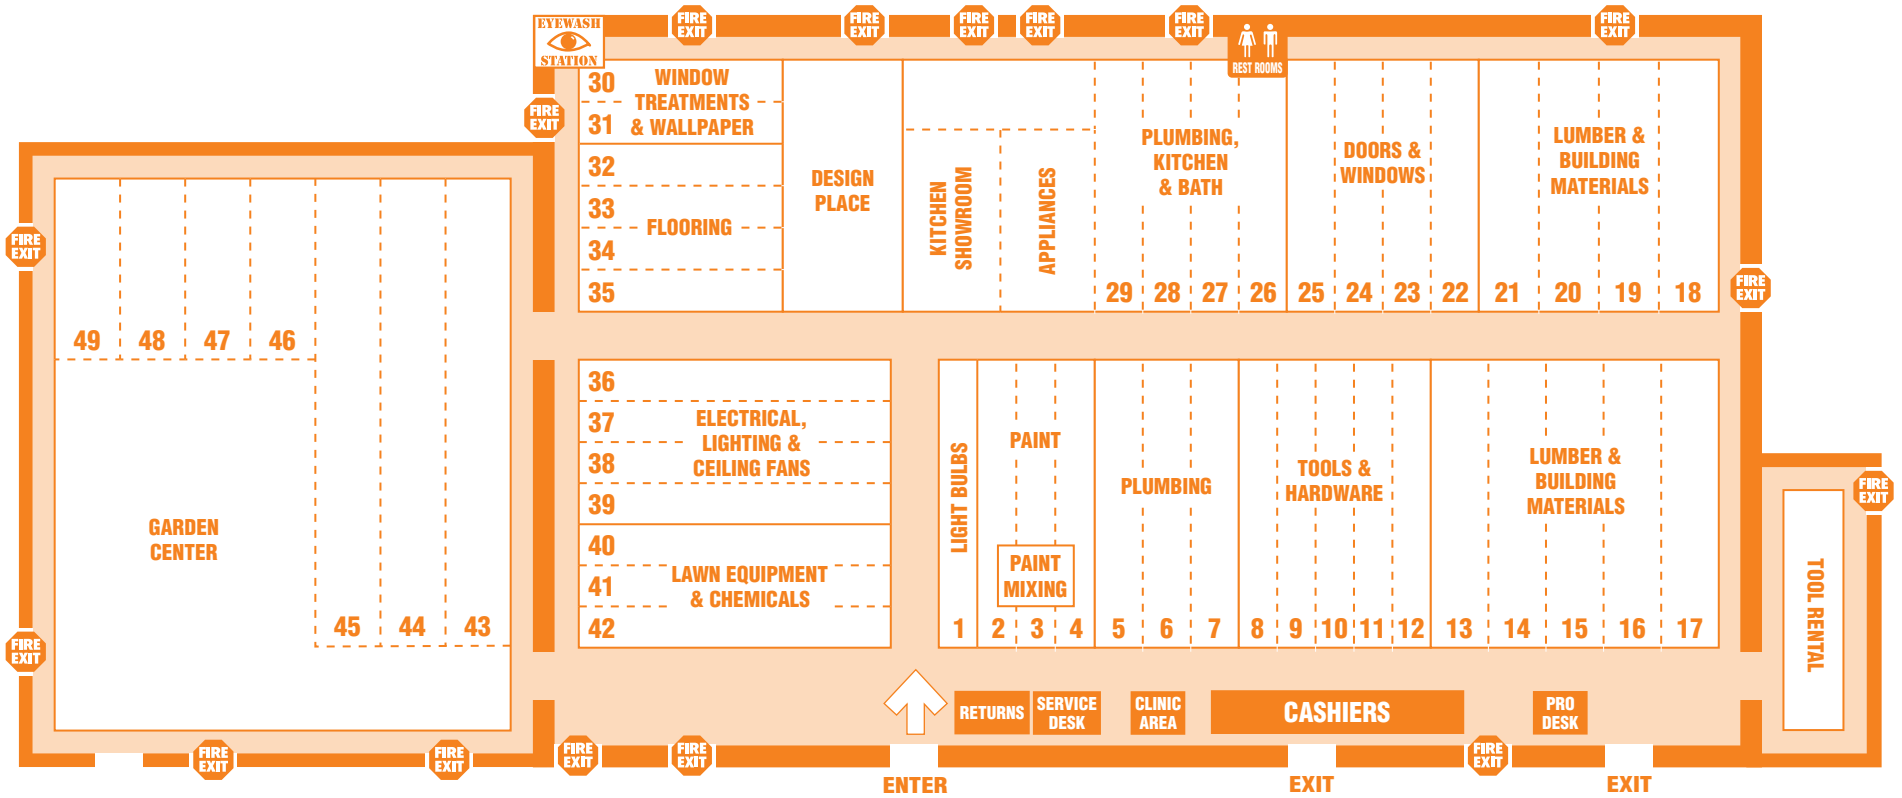 EYEWASH
STATION
FIRE
EXIT
FIRE
EXIT
FIRE
EXIT
FIRE
EXIT
FIRE
EXIT
REST ROOMS
FIRE
EXIT
FIRE
EXIT
30
31
WINDOW
TREATMENTS
& WALLPAPER
32
33
34
35
FLOORING
DESIGN
PLACE
KITCHEN
SHOWROOM
APPLIANCES
PLUMBING,
KITCHEN
& BATH
29 28 27 26
DOORS &
WINDOWS
25 24 23 22
LUMBER &
BUILDING
MATERIALS
21 20 19 18
FIRE
EXIT
FIRE
EXIT
49 48 47 46
GARDEN
CENTER
45 44 43
FIRE
EXIT
FIRE
EXIT
FIRE
EXIT
36
37
38
39
ELECTRICAL,
LIGHTING &
CEILING FANS
40
41
42
LAWN EQUIPMENT
& CHEMICALS
LIGHT BULBS
1
PAINT
PAINT
MIXING
2 3 4
PLUMBING
5 6 7
TOOLS &
HARDWARE
8 9 10 11 12
LUMBER &
BUILDING
MATERIALS
13 14 15 16 17
FIRE
EXIT
TOOL RENTAL
RETURNS
SERVICE
DESK
CLINIC
AREA
CASHIERS
PRO
DESK
FIRE
EXIT
FIRE
EXIT
FIRE
EXIT
ENTER
EXIT
EXIT